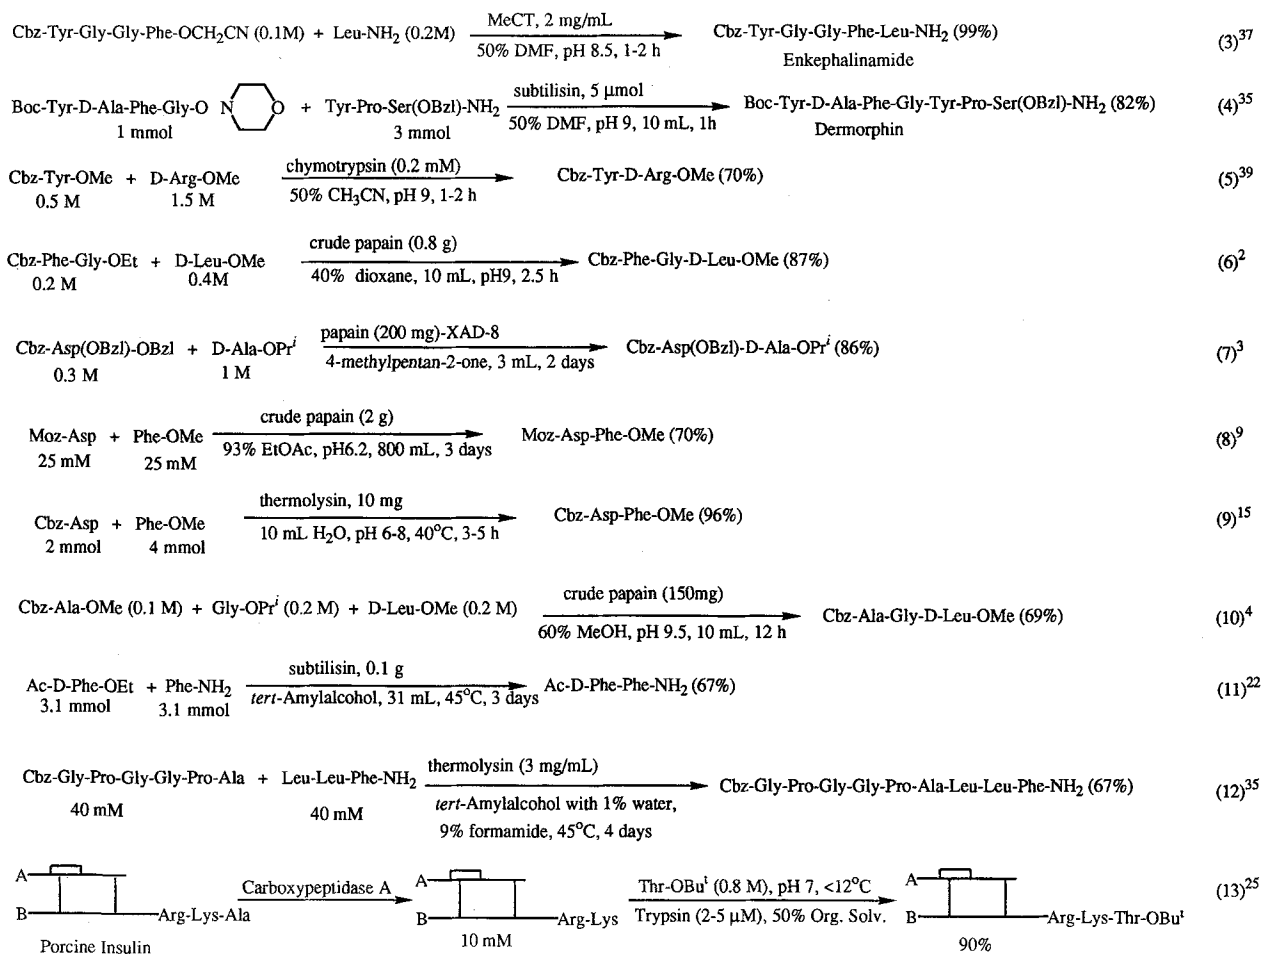 MeCT, 2 mg/mL
Cbz-Tyr-Gly-Gly-Phe-OCH₂CN (0.1M) + Leu-NH₂ (0.2M) Cbz-Tyr-Gly-Gly-Phe-Leu-NH₂ (99%) (3)³⁷
50% DMF, pH 8.5, 1-2 h Enkephalinamide
subtilisin, 5 μmol
Boc-Tyr-D-Ala-Phe-Gly-O N O + Tyr-Pro-Ser(OBzl)-NH₂ Boc-Tyr-D-Ala-Phe-Gly-Tyr-Pro-Ser(OBzl)-NH₂ (82%) (4)³⁵
1 mmol 3 mmol 50% DMF, pH 9, 10 mL, 1h Dermorphin
chymotrypsin (0.2 mM)
Cbz-Tyr-OMe + D-Arg-OMe Cbz-Tyr-D-Arg-OMe (70%) (5)³⁹
0.5 M 1.5 M 50% CH₃CN, pH 9, 1-2 h
crude papain (0.8 g)
Cbz-Phe-Gly-OEt + D-Leu-OMe Cbz-Phe-Gly-D-Leu-OMe (87%) (6)²
0.2 M 0.4M 40% dioxane, 10 mL, pH9, 2.5 h
papain (200 mg)-XAD-8
Cbz-Asp(OBzl)-OBzl + D-Ala-OPrⁱ Cbz-Asp(OBzl)-D-Ala-OPrⁱ (86%) (7)³
0.3 M 1 M 4-methylpentan-2-one, 3 mL, 2 days
crude papain (2 g)
Moz-Asp + Phe-OMe Moz-Asp-Phe-OMe (70%) (8)⁹
25 mM 25 mM 93% EtOAc, pH6.2, 800 mL, 3 days
thermolysin, 10 mg
Cbz-Asp + Phe-OMe Cbz-Asp-Phe-OMe (96%) (9)¹⁵
2 mmol 4 mmol 10 mL H₂O, pH 6-8, 40°C, 3-5 h
crude papain (150mg)
Cbz-Ala-OMe (0.1 M) + Gly-OPrⁱ (0.2 M) + D-Leu-OMe (0.2 M) Cbz-Ala-Gly-D-Leu-OMe (69%) (10)⁴
60% MeOH, pH 9.5, 10 mL, 12 h
subtilisin, 0.1 g
Ac-D-Phe-OEt + Phe-NH₂ Ac-D-Phe-Phe-NH₂ (67%) (11)²²
3.1 mmol 3.1 mmol tert-Amylalcohol, 31 mL, 45°C, 3 days
thermolysin (3 mg/mL)
Cbz-Gly-Pro-Gly-Gly-Pro-Ala + Leu-Leu-Phe-NH₂ Cbz-Gly-Pro-Gly-Gly-Pro-Ala-Leu-Leu-Phe-NH₂ (67%) (12)³⁵
40 mM 40 mM tert-Amylalcohol with 1% water,
9% formamide, 45°C, 4 days
A Carboxypeptidase A A Thr-OBuᵗ (0.8 M), pH 7, <12°C A (13)²⁵
B Arg-Lys-Ala B Arg-Lys Trypsin (2-5 μM), 50% Org. Solv. B Arg-Lys-Thr-OBuᵗ
Porcine Insulin 10 mM 90%